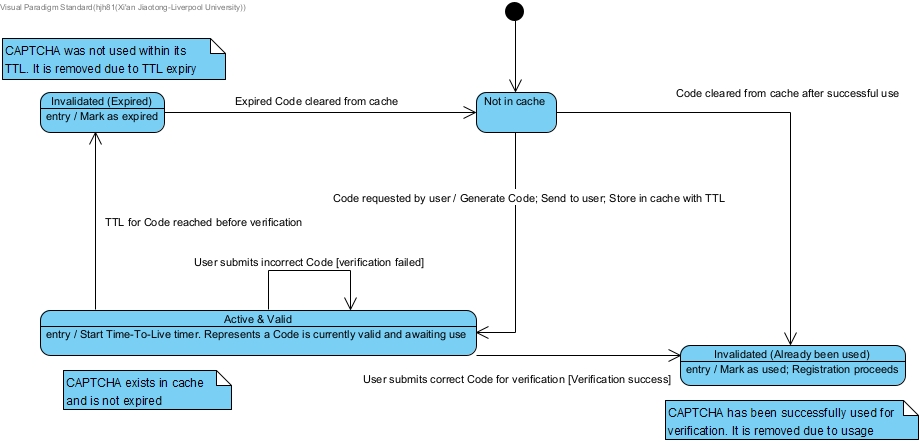 Visual Paradigm Standard(hjh81(Xi'an Jiaotong-Liverpool University))
CAPTCHA was not used within its
TTL. It is removed due to TTL expiry
Invalidated (Expired)
entry / Mark as expired
Expired Code cleared from cache
Not in cache
Code cleared from cache after successful use
Code requested by user / Generate Code; Send to user; Store in cache with TTL
TTL for Code reached before verification
User submits incorrect Code [verification failed]
Active & Valid
entry / Start Time-To-Live timer. Represents a Code is currently valid and awaiting use
Invalidated (Already been used)
entry / Mark as used; Registration proceeds
User submits correct Code for verification [Verification success]
CAPTCHA exists in cache
and is not expired
CAPTCHA has been successfully used for
verification. It is removed due to usage